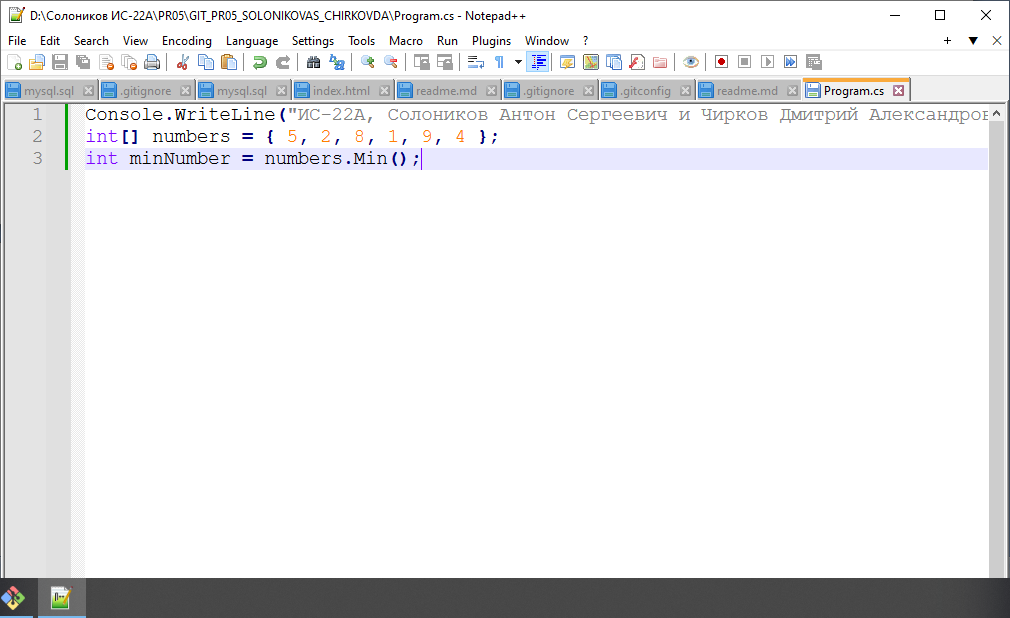 D:\Солоников ИС-22А\PR05\GIT_PR05_SOLONIKOVAS_CHIRKOVDA\Program.cs - Notepad++
File Edit Search View Encoding Language Settings Tools Macro Run Plugins Window ?
mysql.sql .gitignore mysql.sql index.html readme.md .gitignore .gitconfig readme.md Program.cs
1 Console.WriteLine("ИС-22А, Солоников Антон Сергеевич и Чирков Дмитрий Александров
2 int[] numbers = { 5, 2, 8, 1, 9, 4 };
3 int minNumber = numbers.Min();